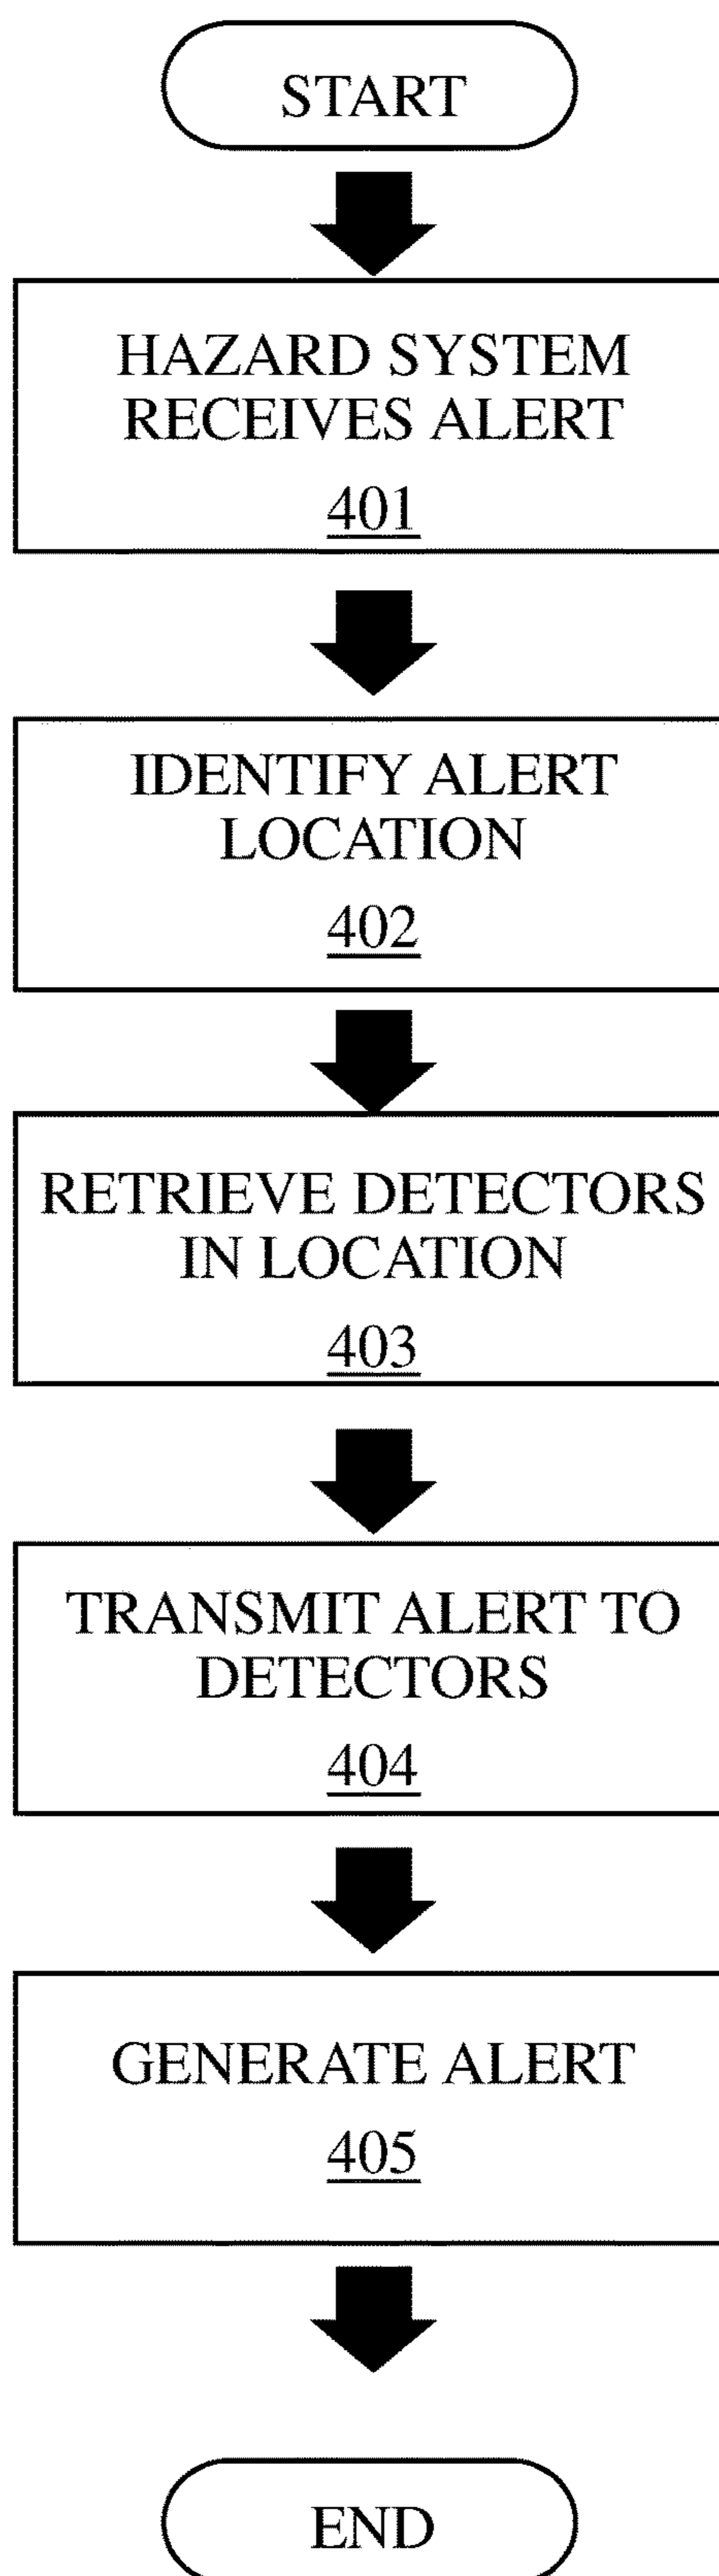 START
HAZARD SYSTEM
RECEIVES ALERT
401
IDENTIFY ALERT
LOCATION
402
RETRIEVE DETECTORS
IN LOCATION
403
TRANSMIT ALERT TO
DETECTORS
404
GENERATE ALERT
405
END